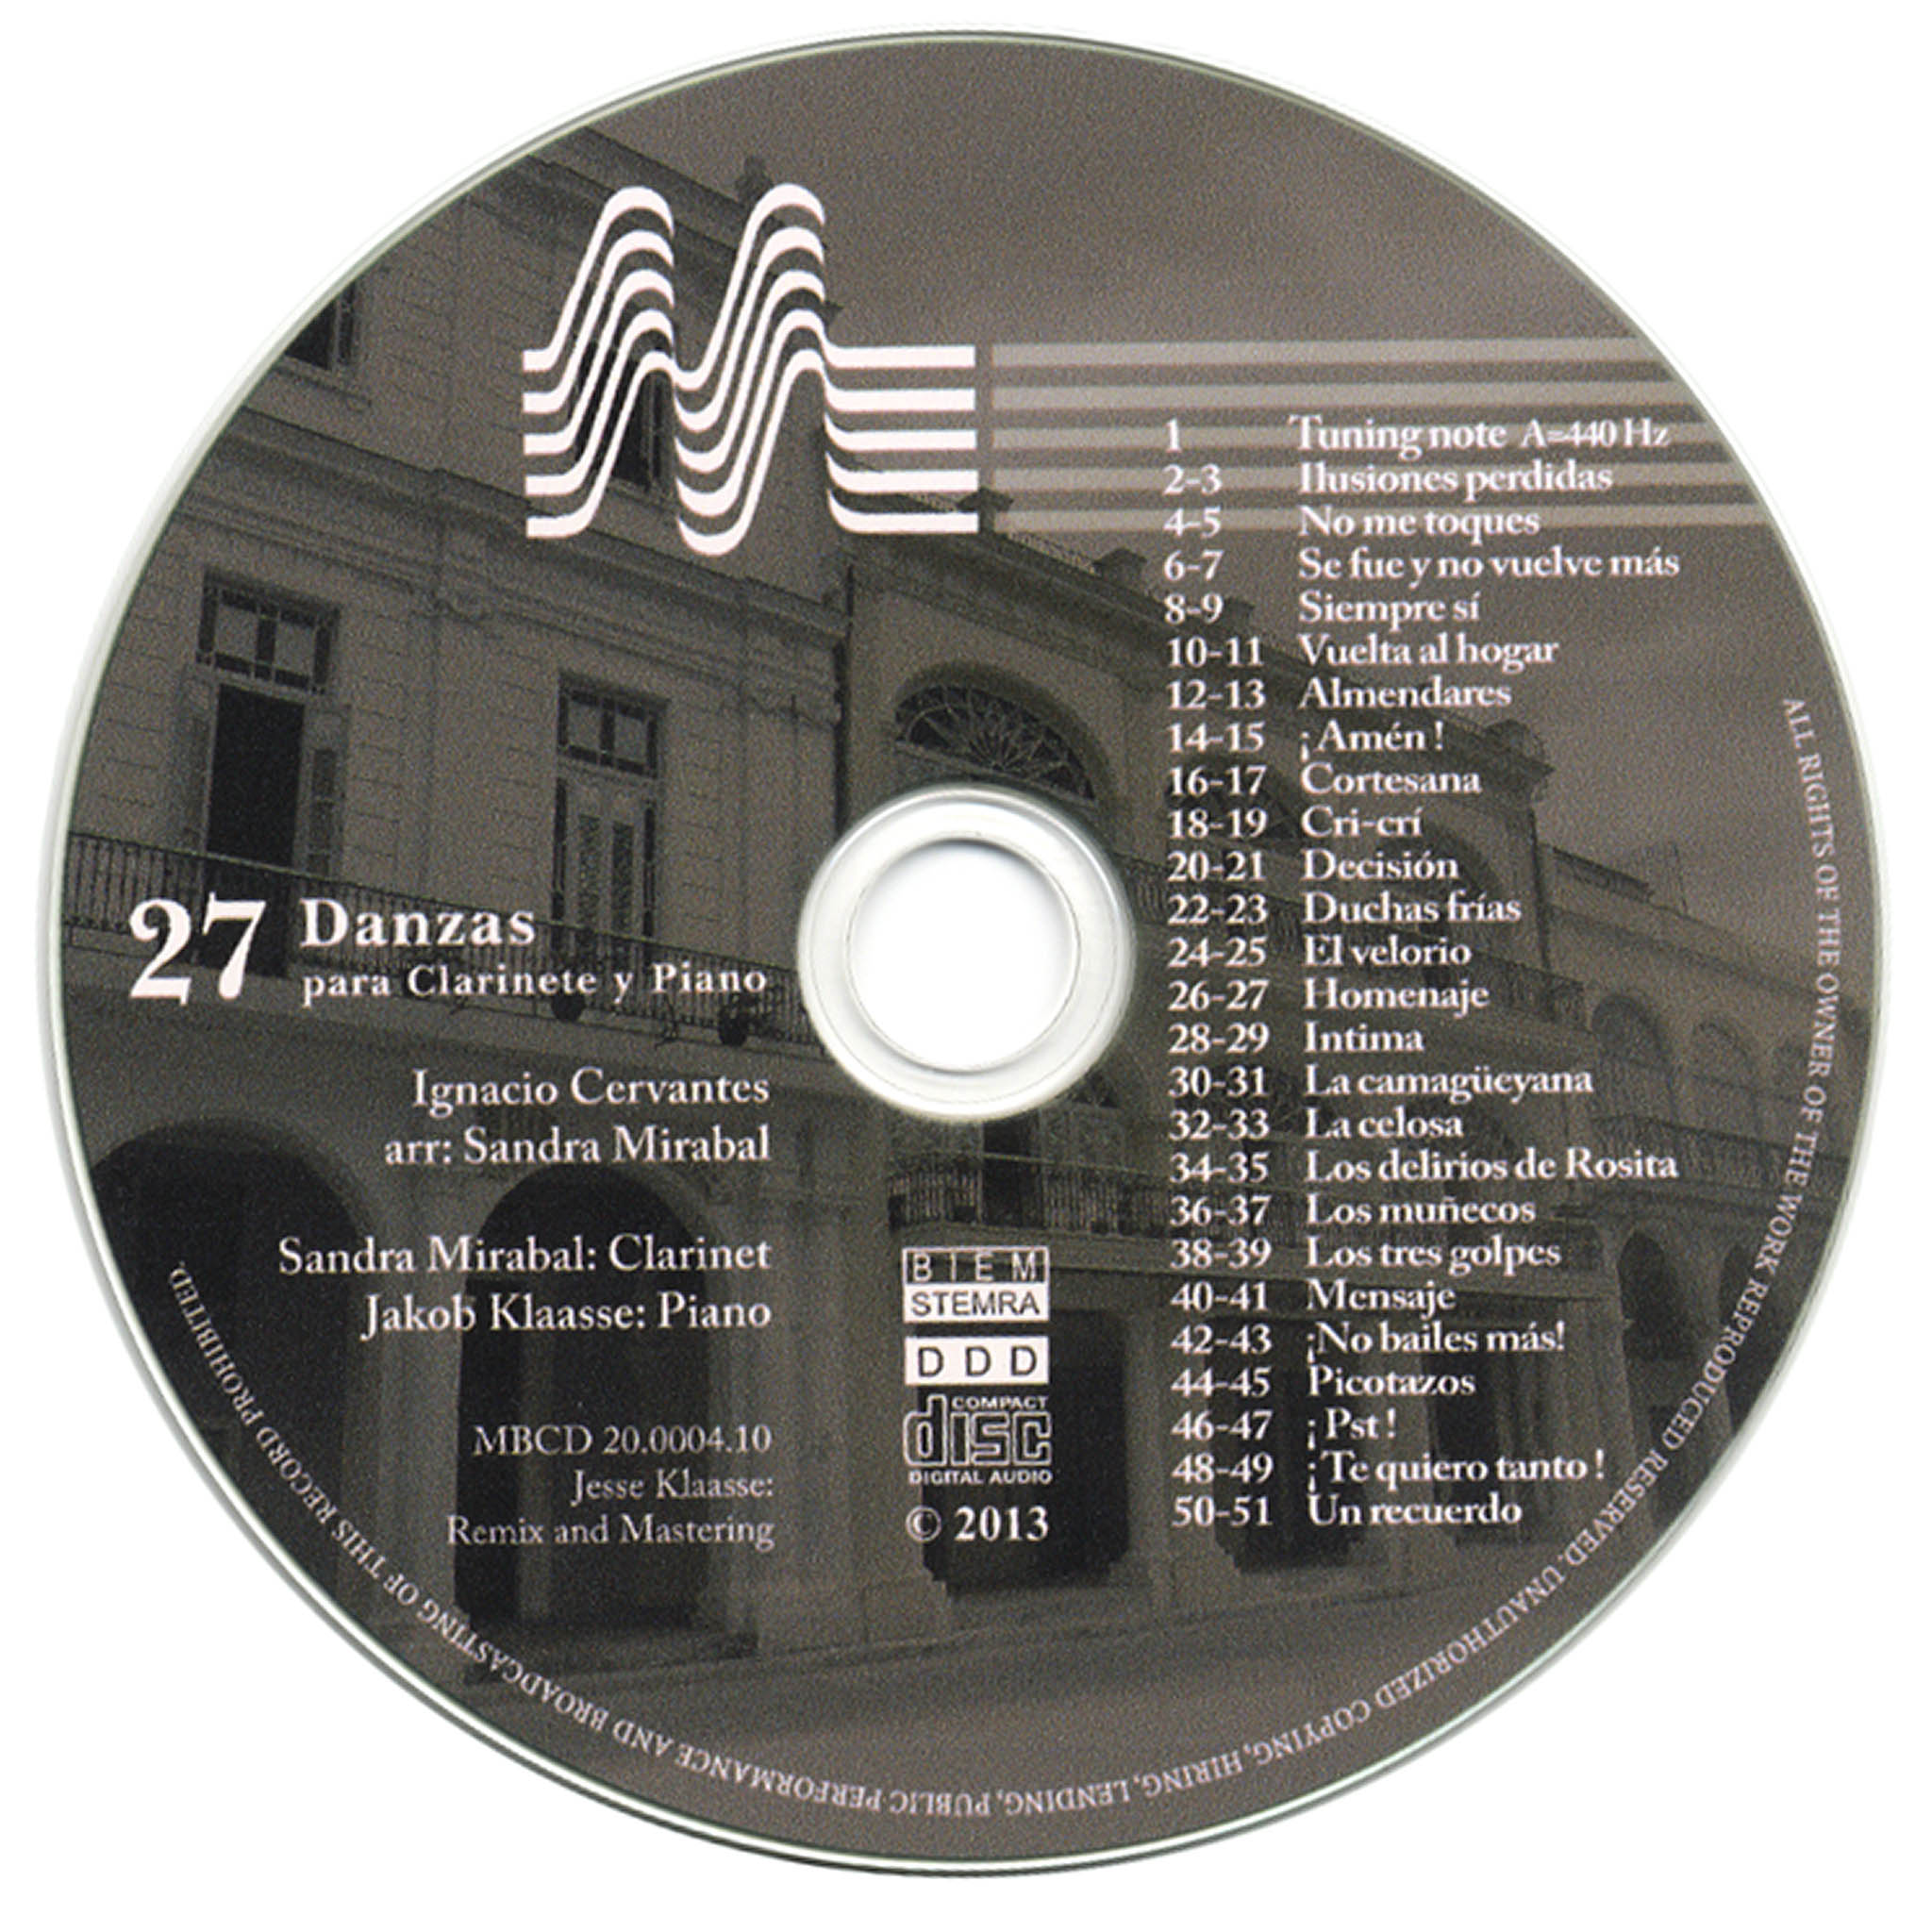 27 Danzas
para Clarinete y Piano
Ignacio Cervantes
arr: Sandra Mirabal
Sandra Mirabal: Clarinet
Jakob Klaasse: Piano
MBCD 20.0004.10
Jesse Klaasse:
Remix and Mastering
BIEM
STEMRA
DDD
COMPACT
disc
DIGITAL AUDIO
© 2013
1 Tuning note A=440 Hz
2-3 Ilusiones perdidas
4-5 No me toques
6-7 Se fue y no vuelve más
8-9 Siempre sí
10-11 Vuelta al hogar
12-13 Almendares
14-15 ¡Amén!
16-17 Cortesana
18-19 Cri-crí
20-21 Decisión
22-23 Duchas frías
24-25 El velorio
26-27 Homenaje
28-29 Intima
30-31 La camagüeyana
32-33 La celosa
34-35 Los delirios de Rosita
36-37 Los muñecos
38-39 Los tres golpes
40-41 Mensaje
42-43 ¡No bailes más!
44-45 Picotazos
46-47 ¡Pst!
48-49 ¡Te quiero tanto!
50-51 Un recuerdo
ALL RIGHTS OF THE OWNER OF THE WORK REPRODUCED RESERVED. UNAUTHORIZED COPYING, HIRING, LENDING, PUBLIC PERFORMANCE AND BROADCASTING OF THIS RECORD PROHIBITED.